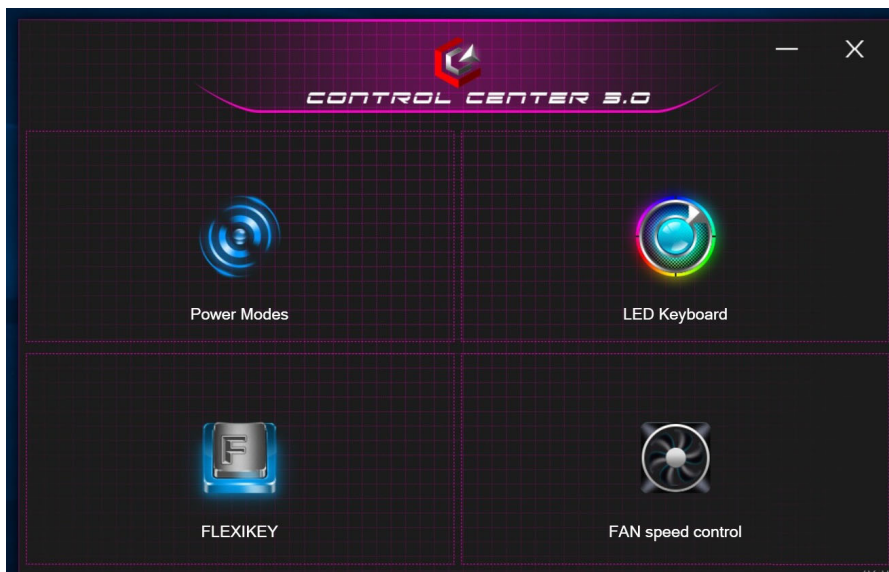 CONTROL CENTER 3.0
Power Modes
LED Keyboard
F
FLEXIKEY
FAN speed control